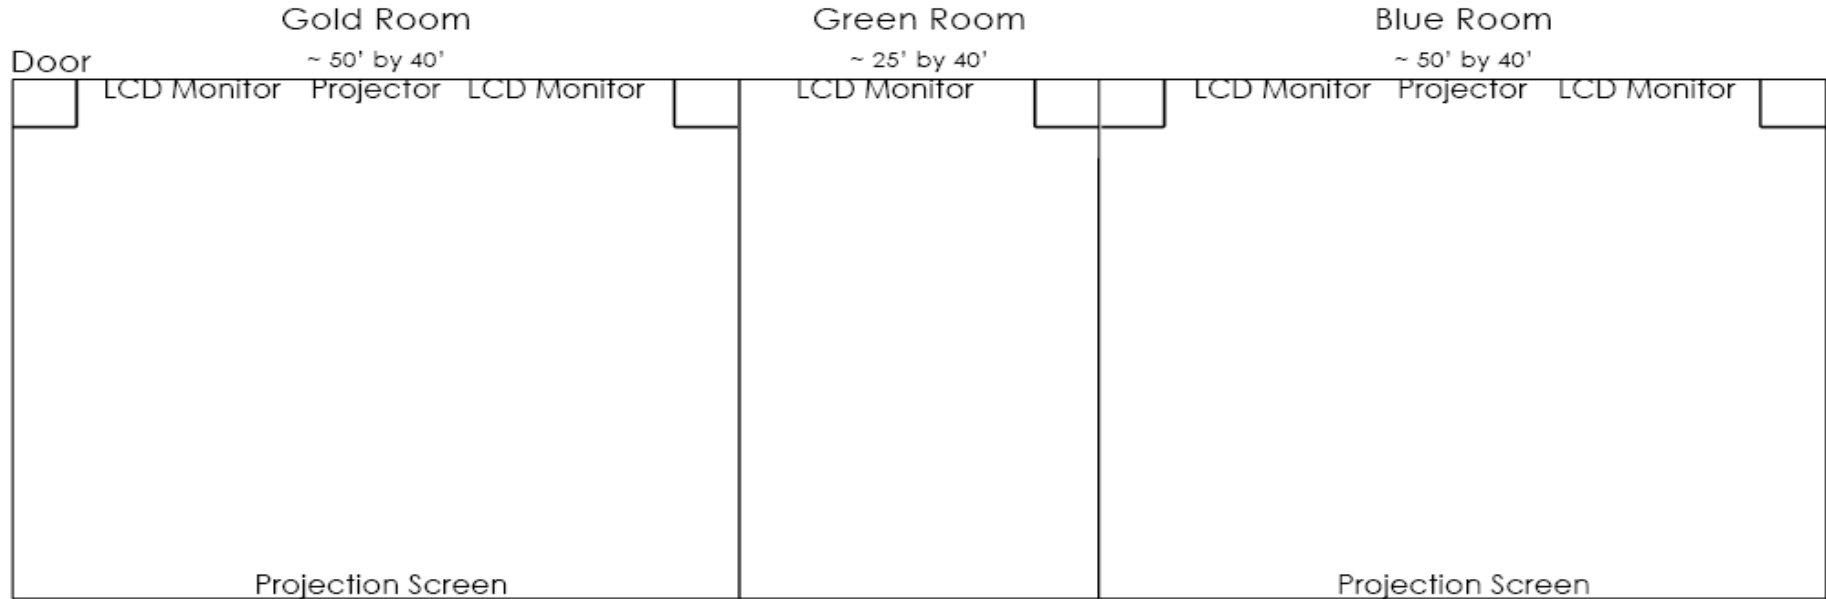 Gold Room
Green Room
Blue Room
Door
~ 50' by 40'
~ 25' by 40'
~ 50' by 40'
LCD Monitor Projector LCD Monitor
LCD Monitor
LCD Monitor Projector LCD Monitor
Projection Screen
Projection Screen